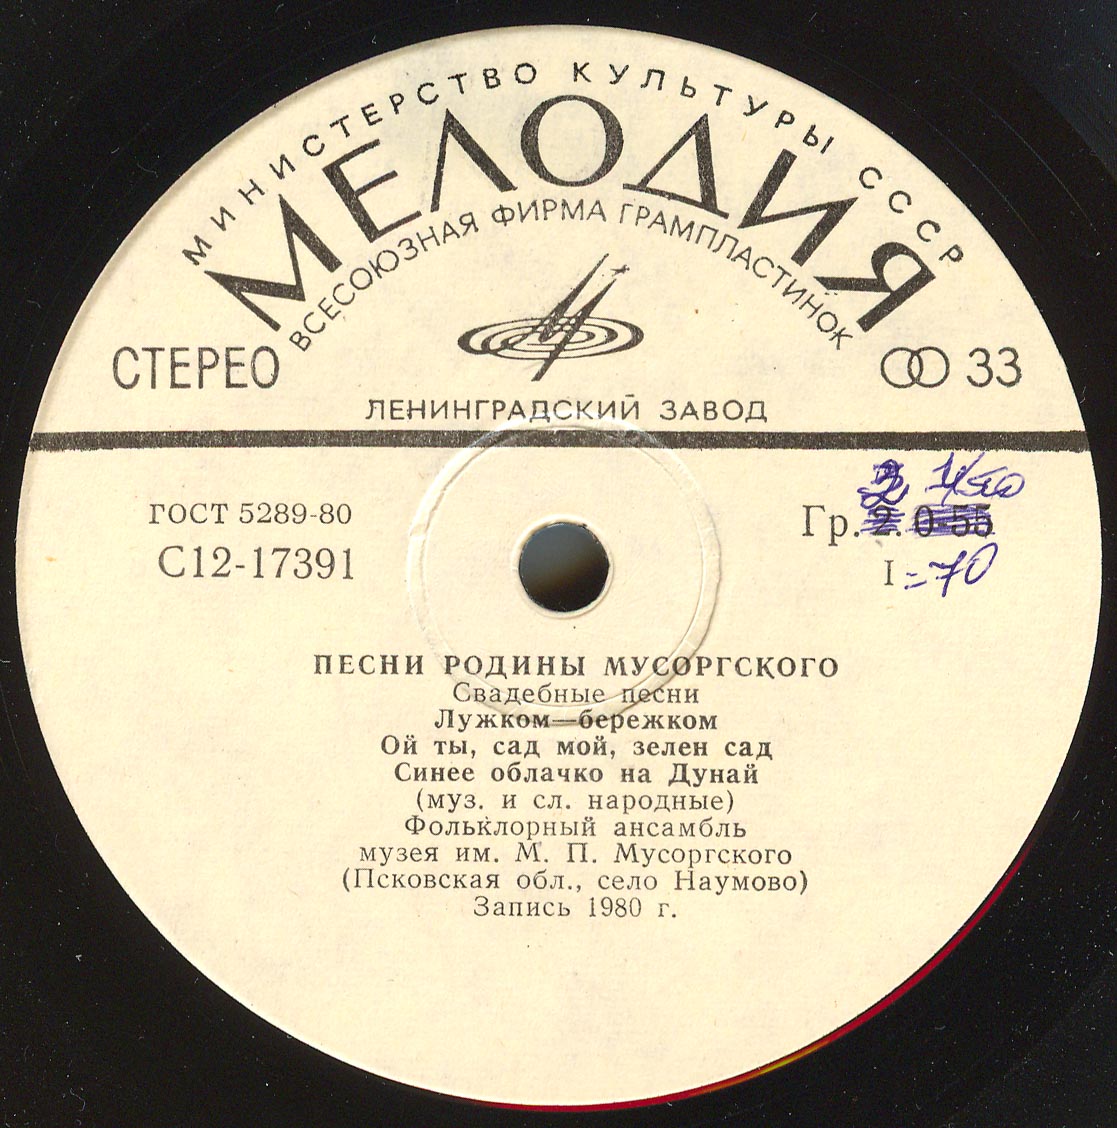 МИНИСТЕРСТВО КУЛЬТУРЫ СССР
МЕЛОДИЯ
ВСЕСОЮЗНАЯ ФИРМА ГРАМПЛАСТИНОК
СТЕРЕО
33
ЛЕНИНГРАДСКИЙ ЗАВОД
ГОСТ 5289-80
С12-17391
3
Гр. 2. 0-55
I =70
ПЕСНИ РОДИНЫ МУСОРГСКОГО
Свадебные песни
Лужком—бережком
Ой ты, сад мой, зелен сад
Синее облачко на Дунай
(муз. и сл. народные)
Фольклорный ансамбль
музея им. М. П. Мусоргского
(Псковская обл., село Наумово)
Запись 1980 г.